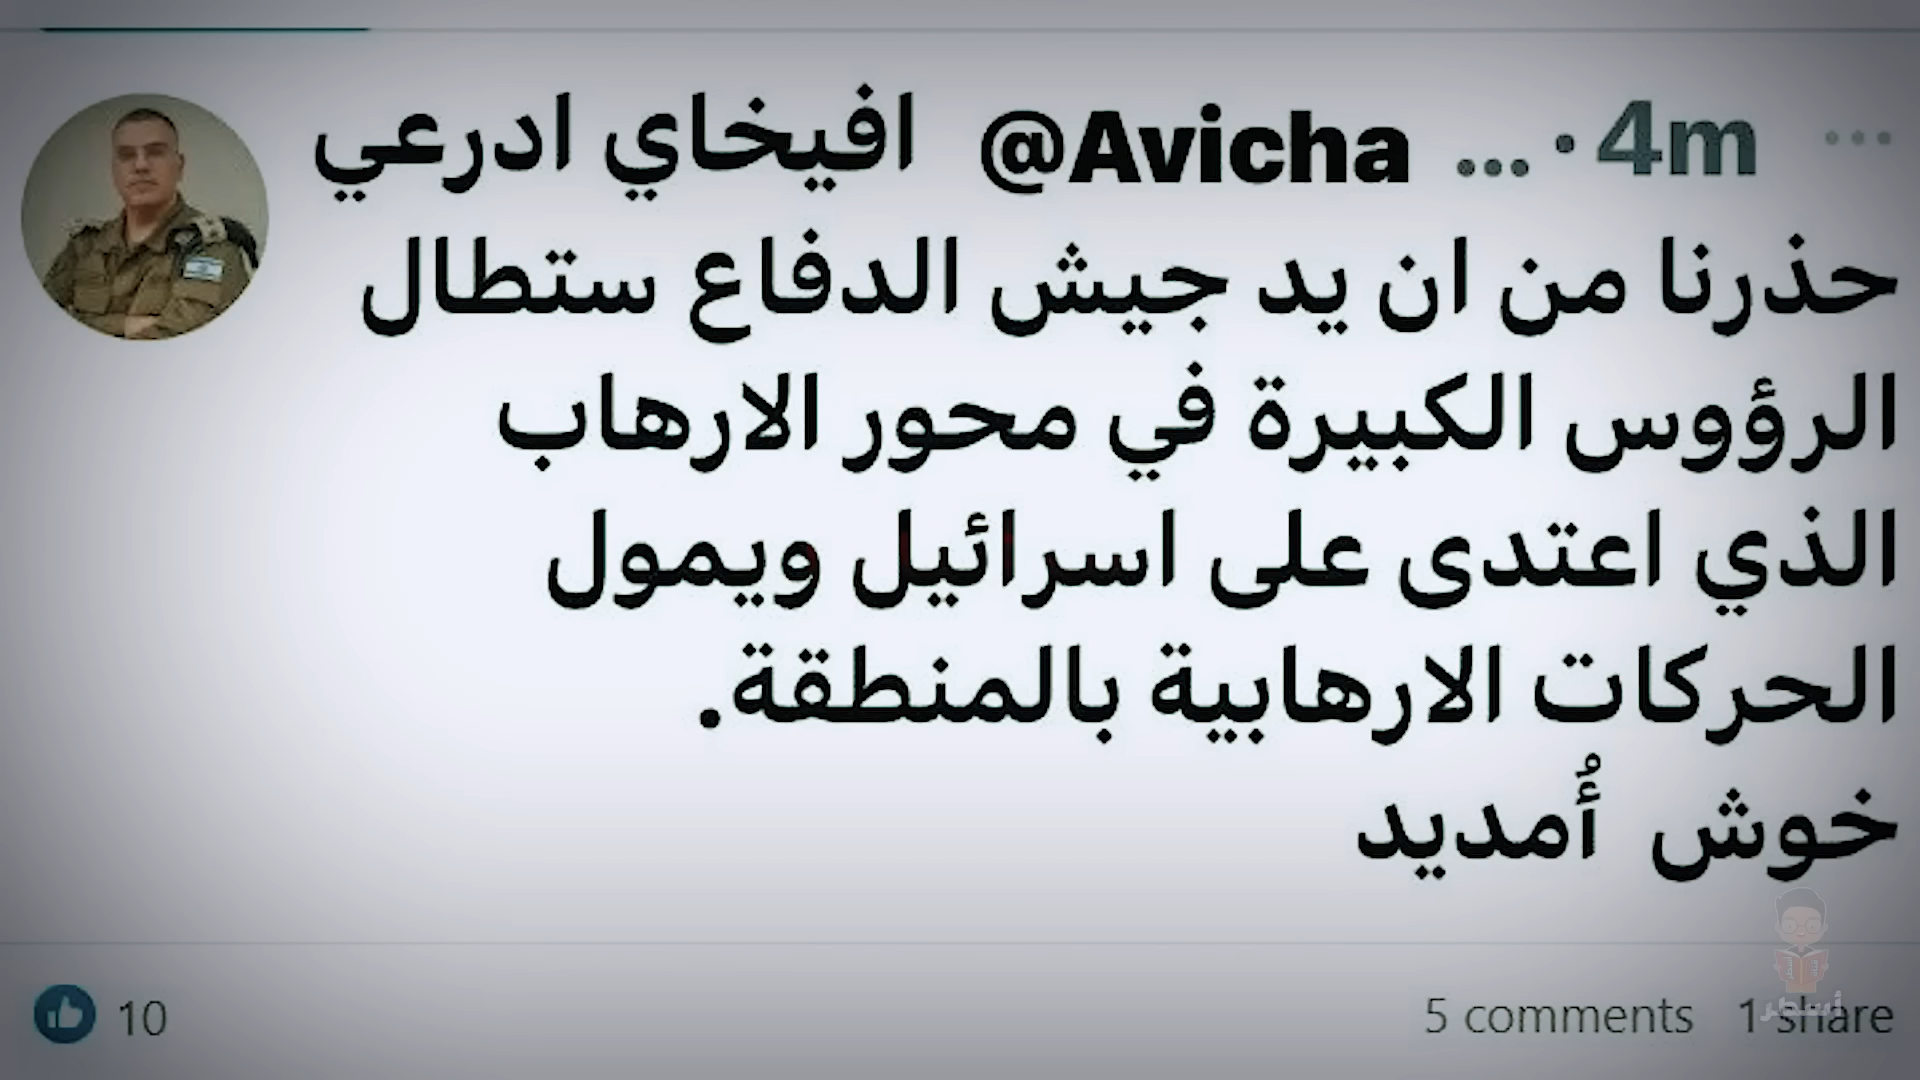 افيخاي ادرعي @Avicha ... · 4m ...
حذرنا من ان يد جيش الدفاع ستطال
الرؤوس الكبيرة في محور الارهاب
الذي اعتدى على اسرائيل ويمول
الحركات الارهابية بالمنطقة.
خوش أُمديد
أسطر
10 5 comments 1 share